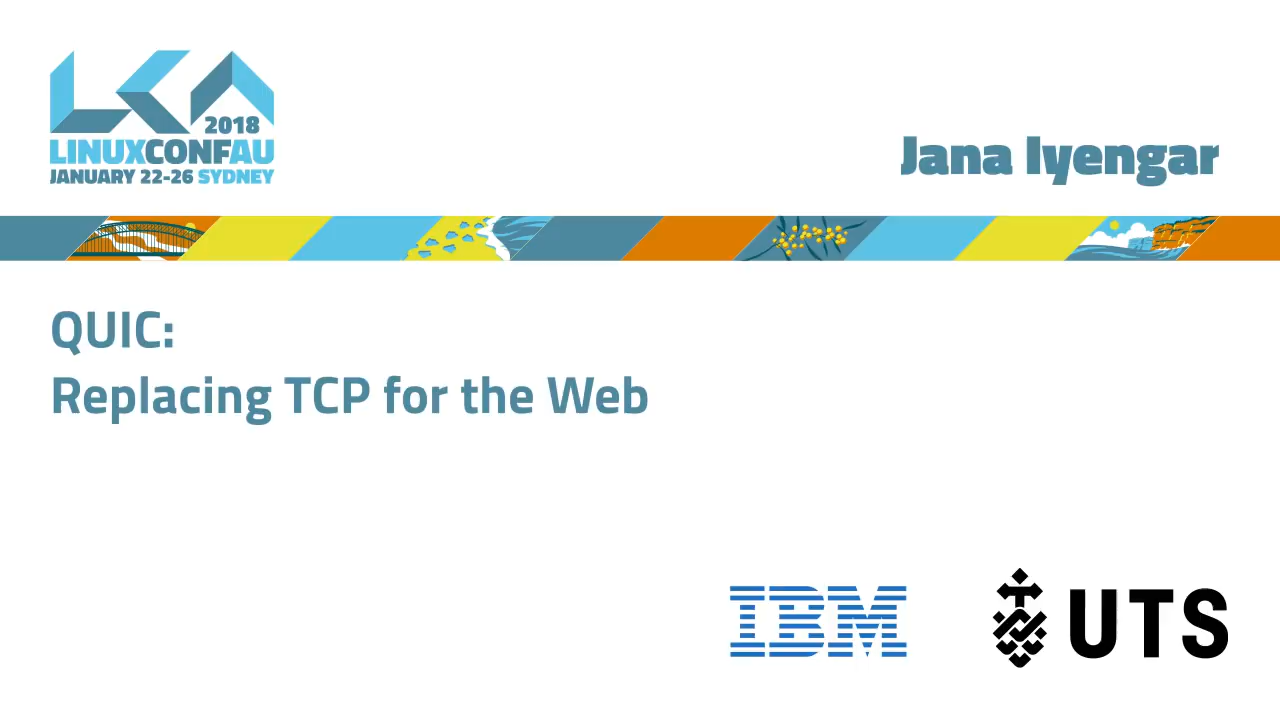 2018
LINUXCONFAU
JANUARY 22-26 SYDNEY
Jana Iyengar
QUIC:
Replacing TCP for the Web
IBM
UTS